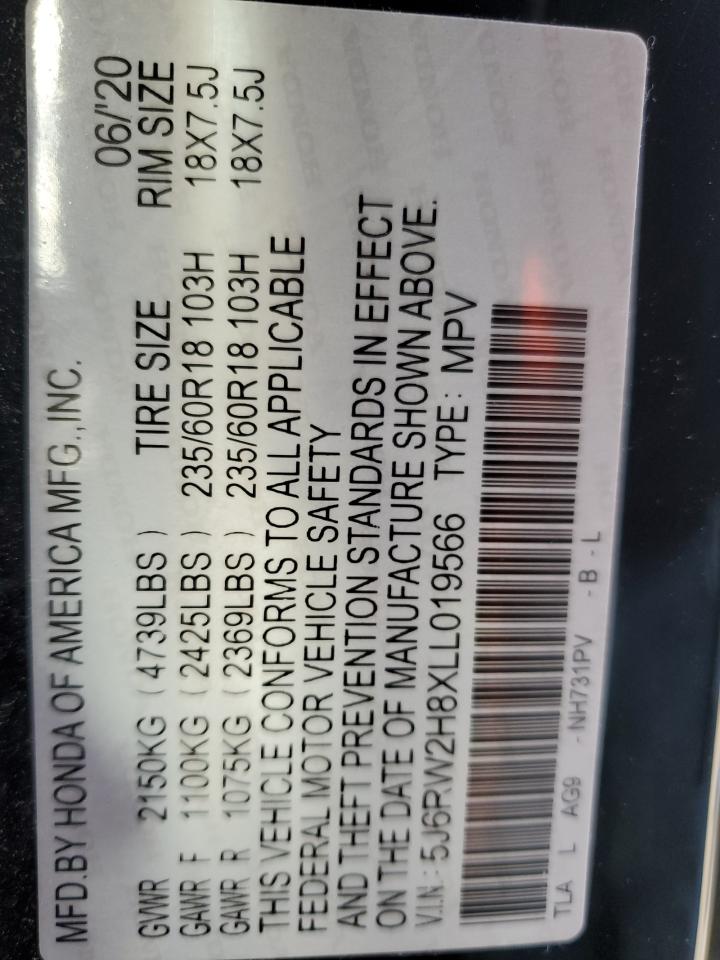 MFD.BY HONDA OF AMERICA MFG.,INC. 06/'20
GVWR 2150KG (4739LBS) TIRE SIZE RIM SIZE
GAWR F 1100KG (2425LBS) 235/60R18 103H 18X7.5J
GAWR R 1075KG (2369LBS) 235/60R18 103H 18X7.5J
THIS VEHICLE CONFORMS TO ALL APPLICABLE
FEDERAL MOTOR VEHICLE SAFETY
AND THEFT PREVENTION STANDARDS IN EFFECT
ON THE DATE OF MANUFACTURE SHOWN ABOVE.
V.I.N.: 5J6RW2H8XLL019566 TYPE: MPV
TLA L AG9 - NH731PV - B - L